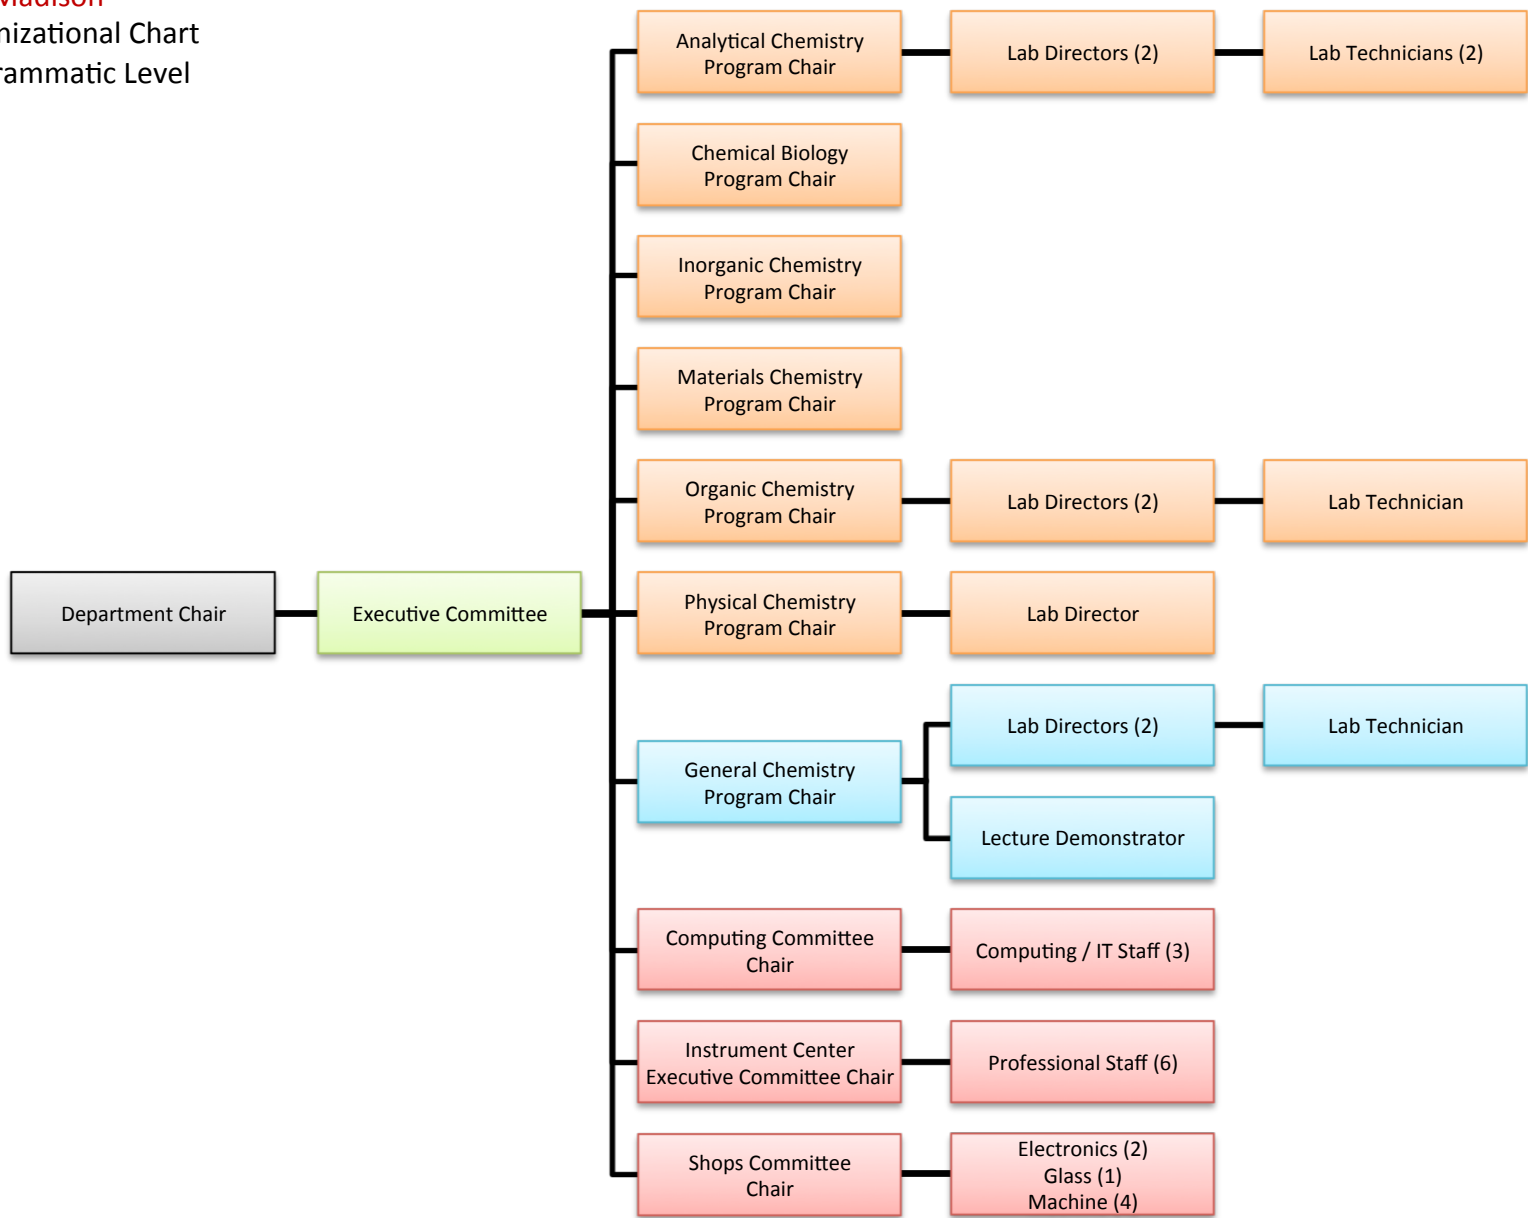 Madison
nizational Chart
rammatic Level
Analytical Chemistry
Program Chair
Lab Directors (2)
Lab Technicians (2)
Chemical Biology
Program Chair
Inorganic Chemistry
Program Chair
Materials Chemistry
Program Chair
Organic Chemistry
Program Chair
Lab Directors (2)
Lab Technician
Department Chair
Executive Committee
Physical Chemistry
Program Chair
Lab Director
General Chemistry
Program Chair
Lab Directors (2)
Lab Technician
Lecture Demonstrator
Computing Committee
Chair
Computing / IT Staff (3)
Instrument Center
Executive Committee Chair
Professional Staff (6)
Shops Committee
Chair
Electronics (2)
Glass (1)
Machine (4)